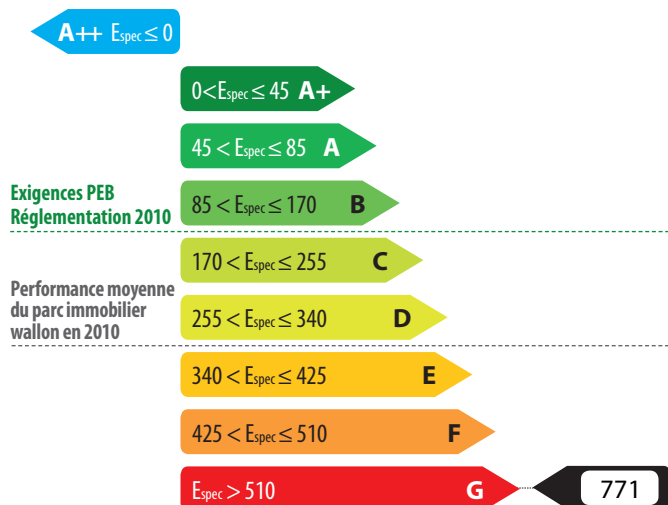 A++ Espec ≤ 0
0<Espec ≤ 45 A+
45 < Espec ≤ 85 A
Exigences PEB
Réglementation 2010
85 < Espec ≤ 170 B
170 < Espec ≤ 255 C
Performance moyenne
du parc immobilier
wallon en 2010
255 < Espec ≤ 340 D
340 < Espec ≤ 425 E
425 < Espec ≤ 510 F
Espec > 510 G 771